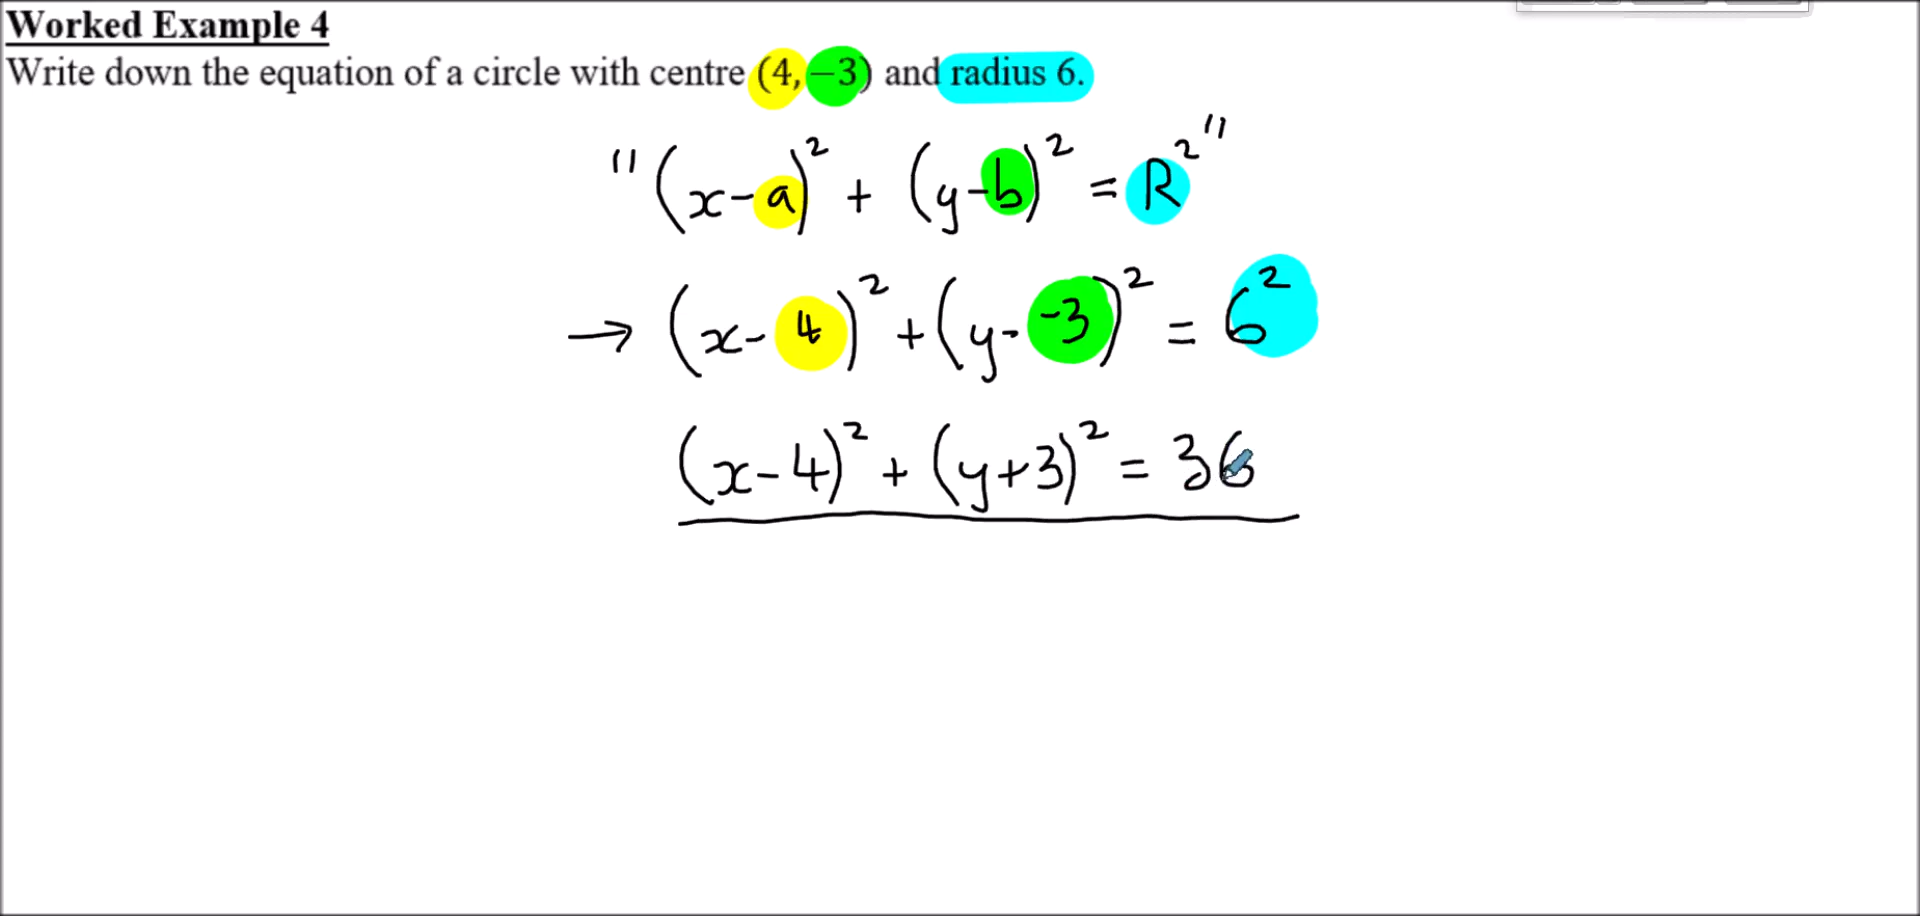 Worked Example 4
Write down the equation of a circle with centre (4, −3) and radius 6.
"(x-a)² + (y-b)² = R²"
→ (x-4)² + (y- -3)² = 6²
(x-4)² + (y+3)² = 36